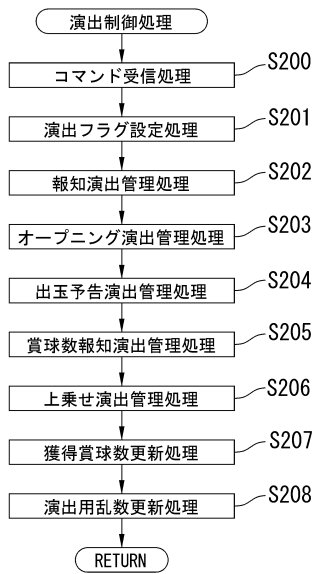 演出制御処理
コマンド受信処理
S200
演出フラグ設定処理
S201
報知演出管理処理
S202
オープニング演出管理処理
S203
出玉予告演出管理処理
S204
賞球数報知演出管理処理
S205
上乗せ演出管理処理
S206
獲得賞球数更新処理
S207
演出用乱数更新処理
S208
RETURN